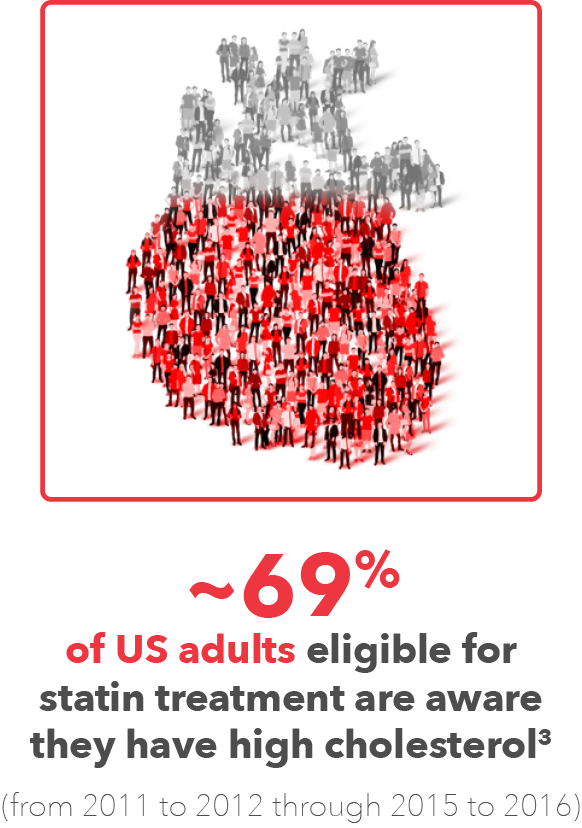 ~69%
of US adults eligible for
statin treatment are aware
they have high cholesterol³
(from 2011 to 2012 through 2015 to 2016)